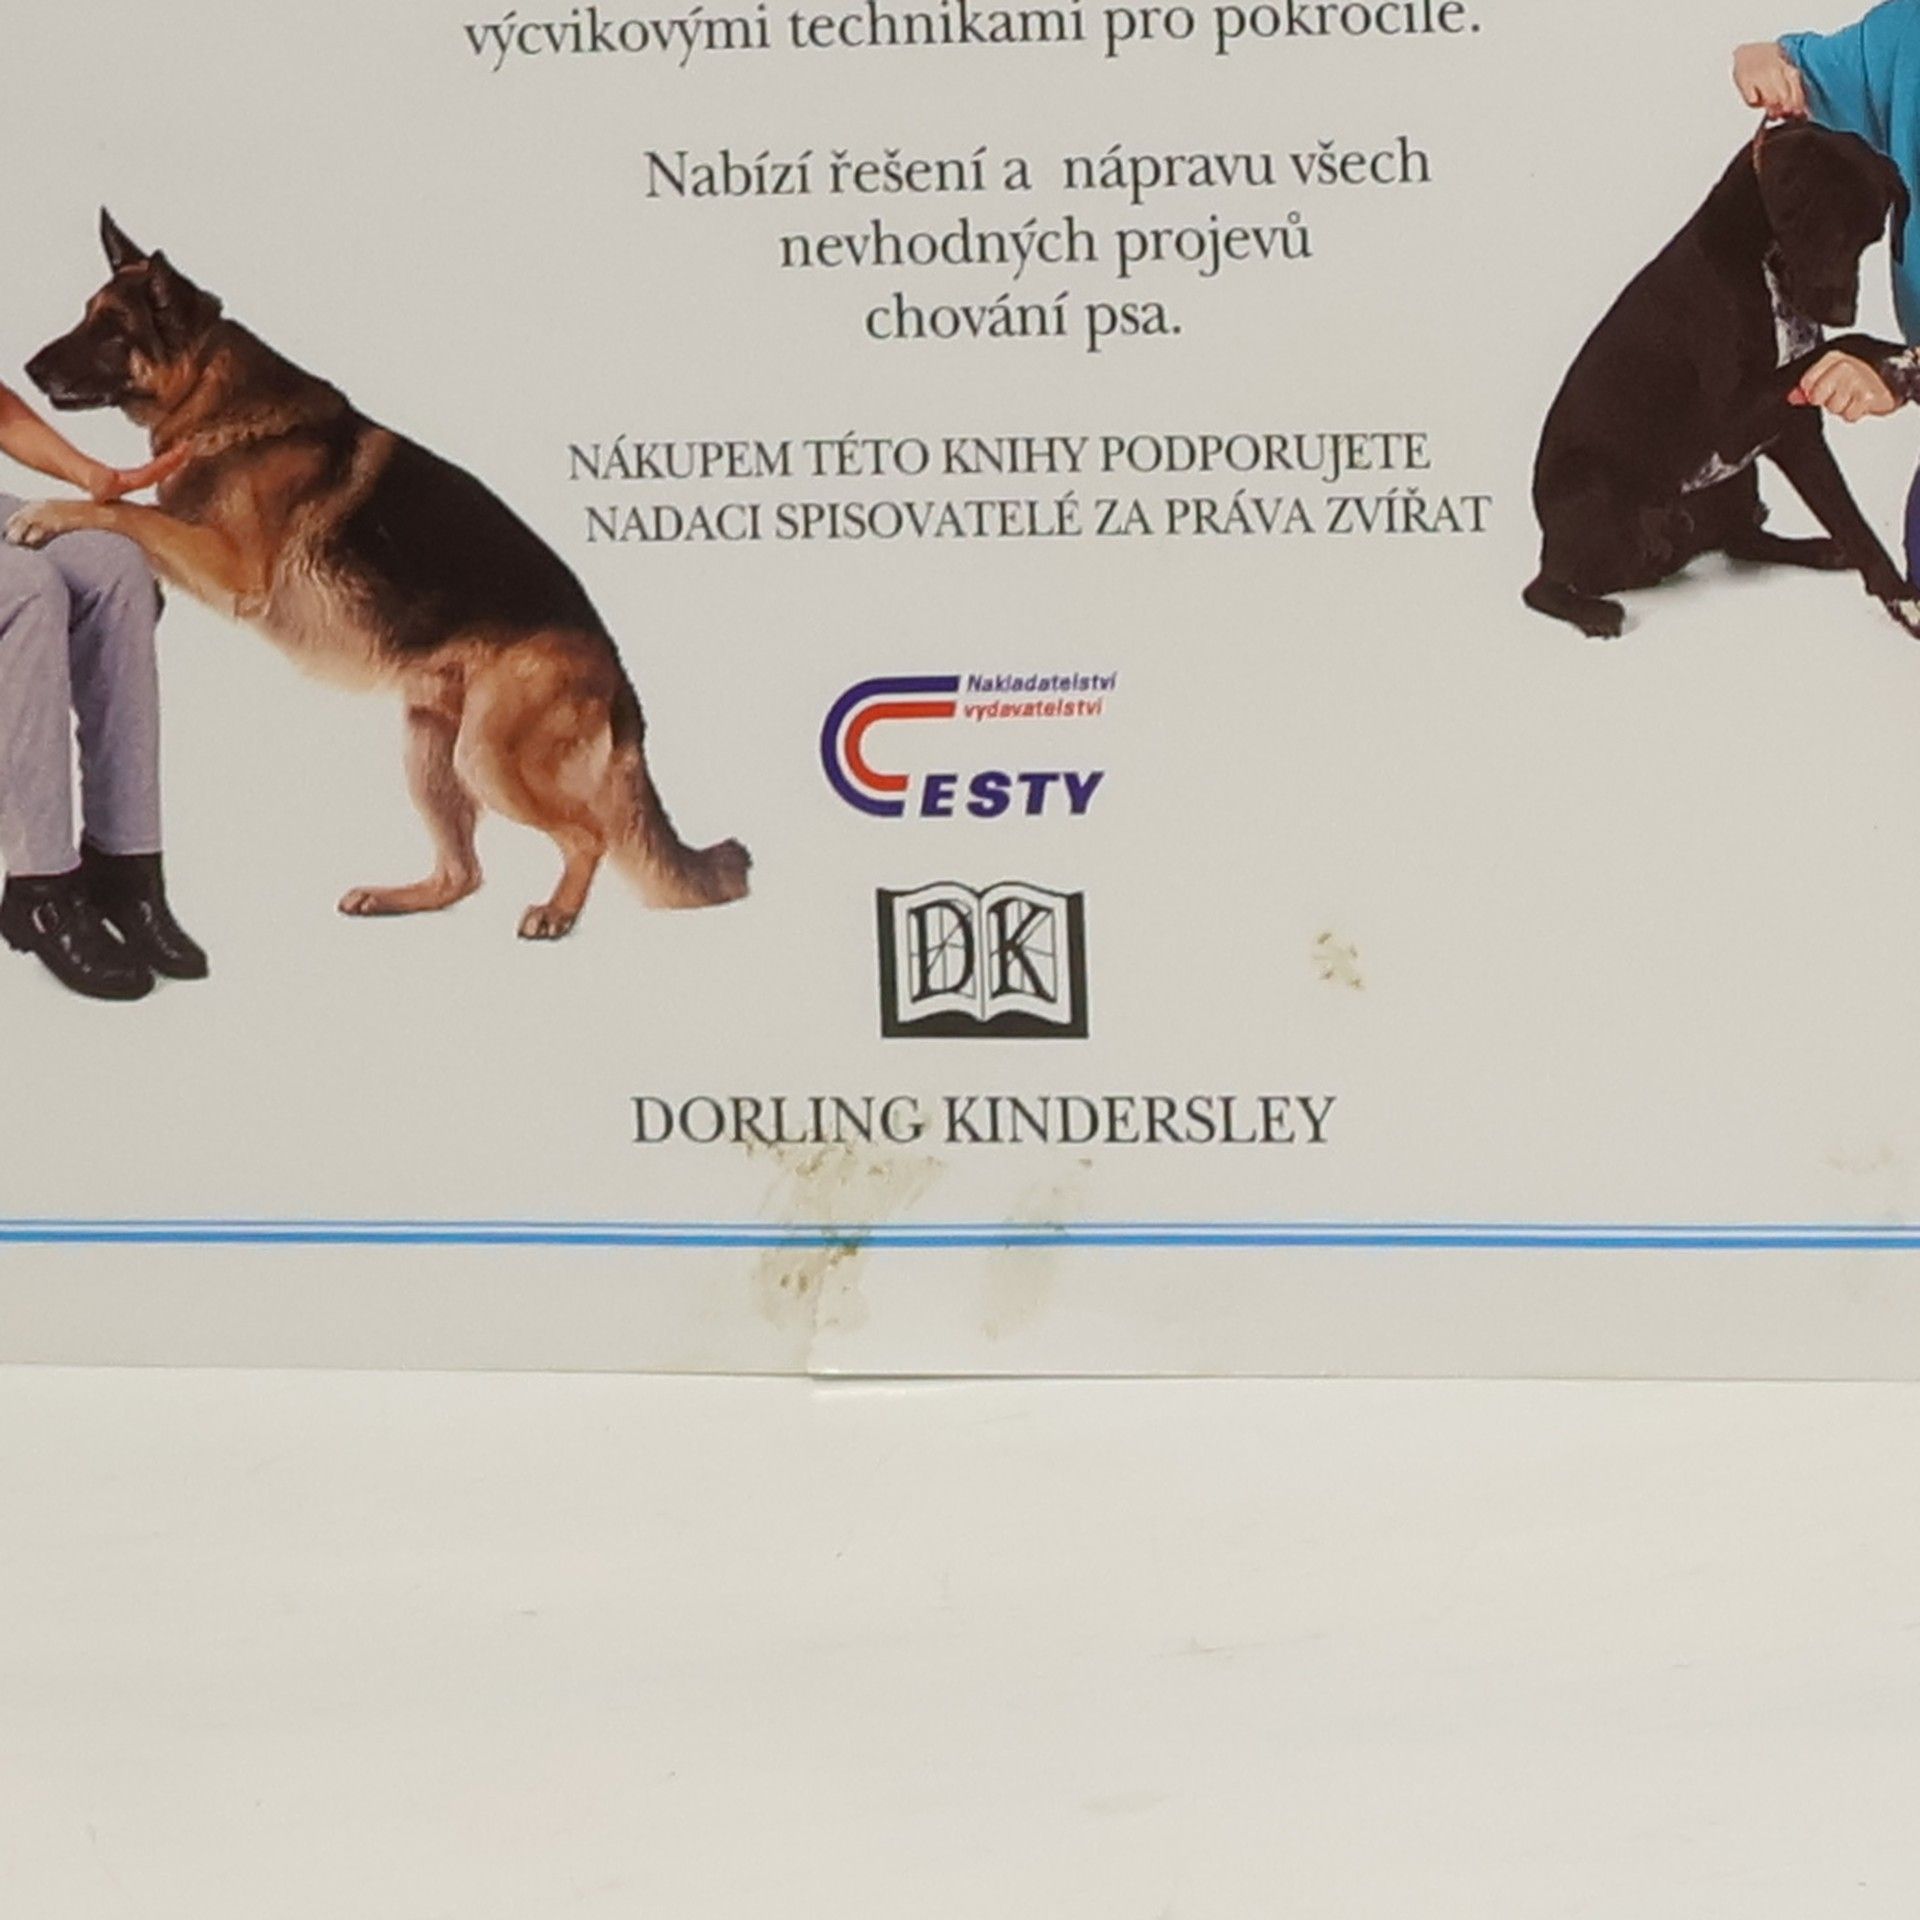 výcvikovými technikami pro pokročilé.
Nabízí řešení a nápravu všech
nevhodných projevů
chování psa.
NÁKUPEM TÉTO KNIHY PODPORUJETE
NADACI SPISOVATELÉ ZA PRÁVA ZVÍŘAT
Nakladatelství
vydavatelství
CESTY
DK
DORLING KINDERSLEY